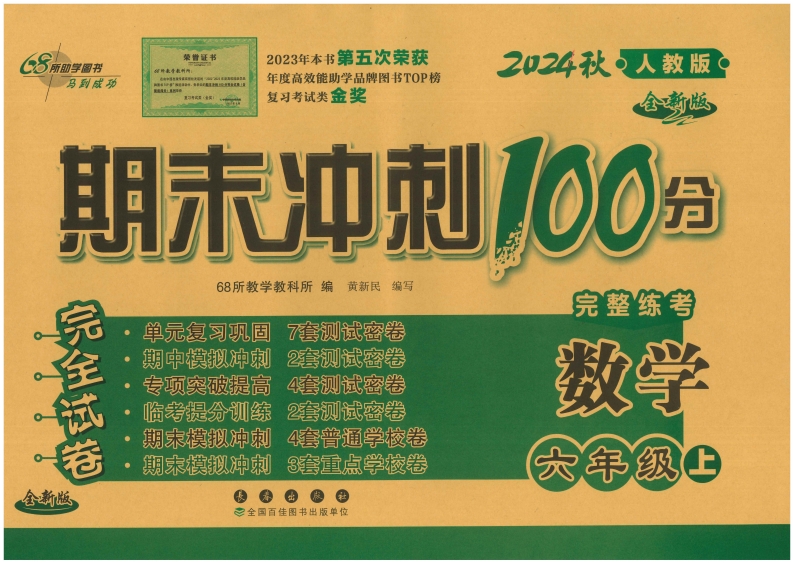 68所助学图书
马到成功
荣誉证书
2023年本书第五次荣获
年度高效能助学品牌图书TOP榜
复习考试类金奖
2024秋 人教版
全新版
期末冲刺100分
68所教学教科所 编 黄新民 编写
完整练考
数学
六年级 上
完全试卷
·单元复习巩固 7套测试密卷
·期中模拟冲刺 2套测试密卷
·专项突破提高 4套测试密卷
·临考提分训练 2套测试密卷
·期末模拟冲刺 4套普通学校卷
·期末模拟冲刺 3套重点学校卷
全新版
长春出版社
全国百佳图书出版单位